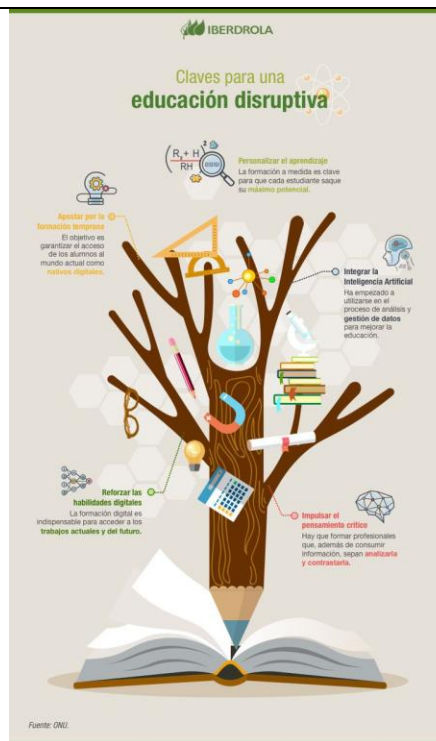 IBERDROLA
Claves para una
educación disruptiva
Personalizar el aprendizaje
La formación a medida es clave
para que cada estudiante saque
su máximo potencial.
Apostar por la
formación temprana
El objetivo es
garantizar el acceso
de los alumnos al
mundo actual como
nativos digitales.
Integrar la
Inteligencia Artificial
Ha empezado a
utilizarse en el
proceso de análisis y
gestión de datos
para mejorar la
educación.
Reforzar las
habilidades digitales
La formación digital es
indispensable para acceder a los
trabajos actuales y del futuro.
Impulsar el
pensamiento crítico
Hay que formar profesionales
que, además de consumir
información, sepan analizarla
y contrastarla.
Fuente: ONU.